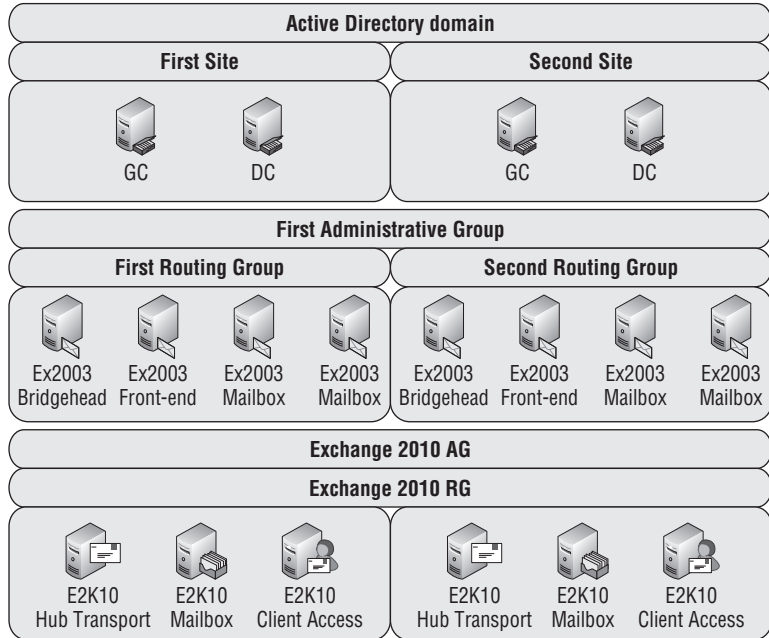 Active Directory domain
First Site
Second Site
GC
DC
GC
DC
First Administrative Group
First Routing Group
Second Routing Group
Ex2003
Bridgehead
Ex2003
Front-end
Ex2003
Mailbox
Ex2003
Mailbox
Ex2003
Bridgehead
Ex2003
Front-end
Ex2003
Mailbox
Ex2003
Mailbox
Exchange 2010 AG
Exchange 2010 RG
E2K10
Hub Transport
E2K10
Mailbox
E2K10
Client Access
E2K10
Hub Transport
E2K10
Mailbox
E2K10
Client Access